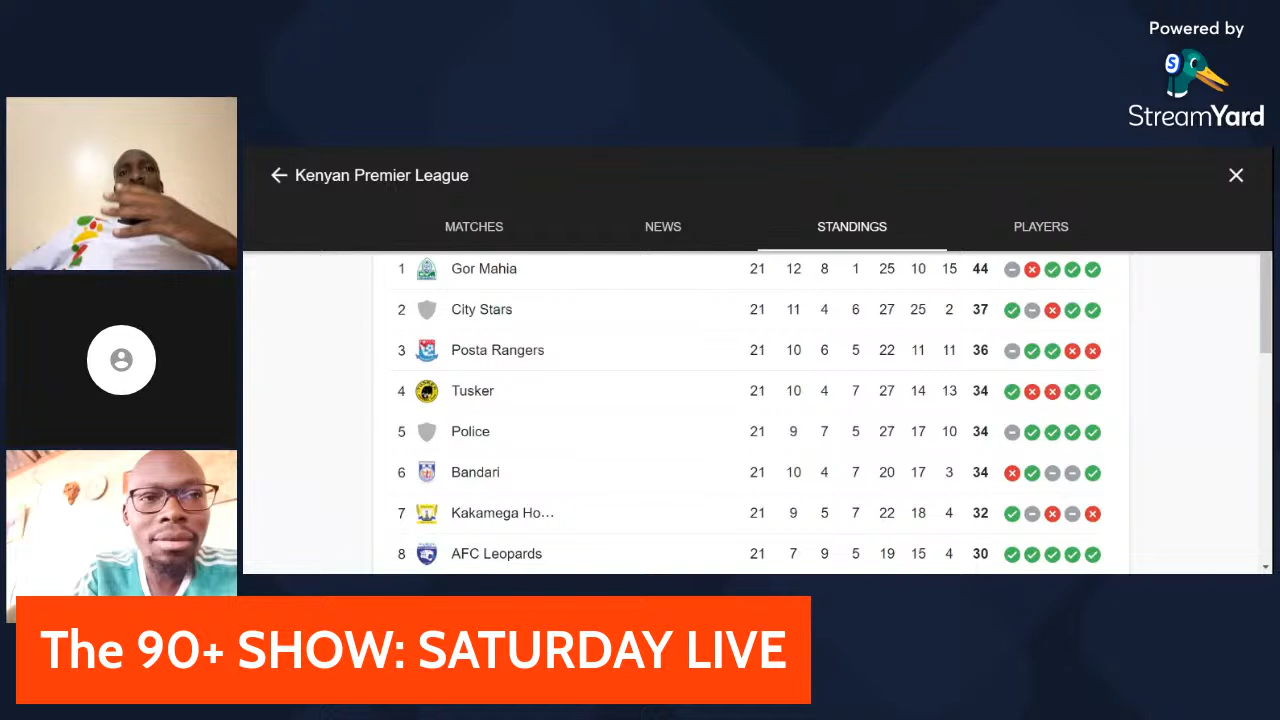 Powered by
S
StreamYard
Kenyan Premier League
MATCHES NEWS STANDINGS PLAYERS
1 Gor Mahia 21 12 8 1 25 10 15 44
2 City Stars 21 11 4 6 27 25 2 37
3 Posta Rangers 21 10 6 5 22 11 11 36
4 Tusker 21 10 4 7 27 14 13 34
5 Police 21 9 7 5 27 17 10 34
6 Bandari 21 10 4 7 20 17 3 34
7 Kakamega Ho... 21 9 5 7 22 18 4 32
8 AFC Leopards 21 7 9 5 19 15 4 30
The 90+ SHOW: SATURDAY LIVE